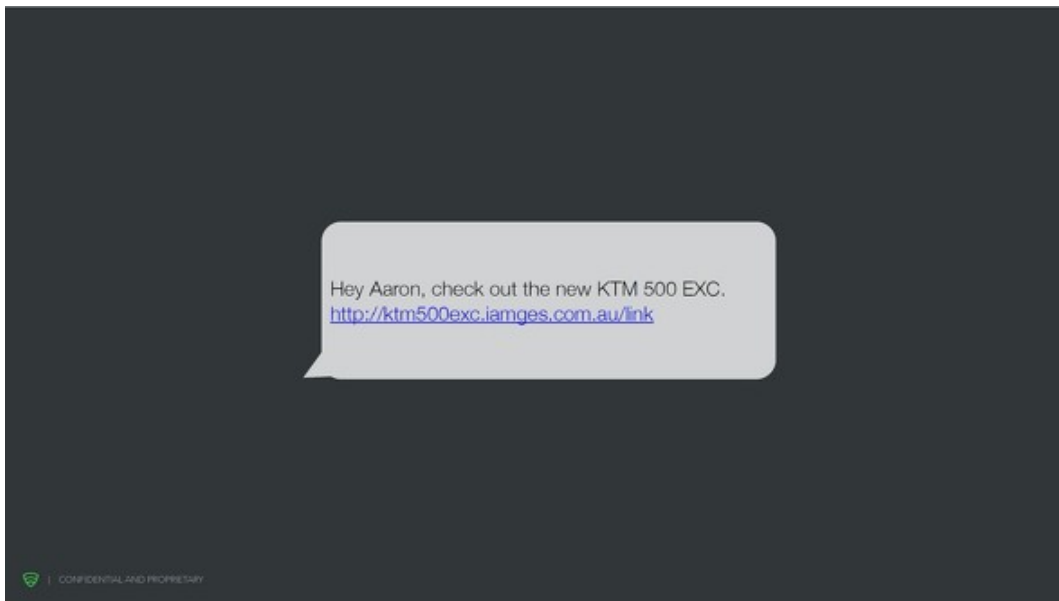 Hey Aaron, check out the new KTM 500 EXC.
http://ktm500exc.iamges.com.au/link
| CONFIDENTIAL AND PROPRIETARY